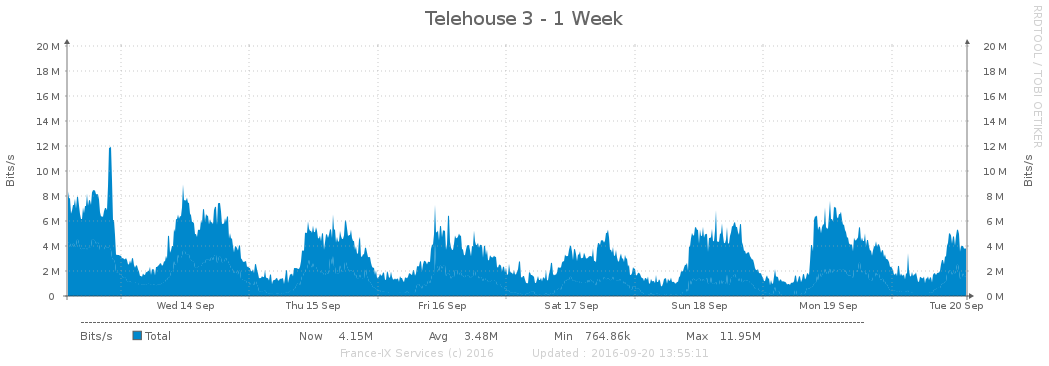 Telehouse 3 - 1 Week
RRDTOOL / TOBI OETIKER
Bits/s
20 M
18 M
16 M
14 M
12 M
10 M
8 M
6 M
4 M
2 M
0
20 M
18 M
16 M
14 M
12 M
10 M
8 M
6 M
4 M
2 M
0 M
Bits/s
Wed 14 Sep Thu 15 Sep Fri 16 Sep Sat 17 Sep Sun 18 Sep Mon 19 Sep Tue 20 Sep
Bits/s Total Now 4.15M Avg 3.48M Min 764.86k Max 11.95M
France-IX Services (c) 2016 Updated : 2016-09-20 13:55:11